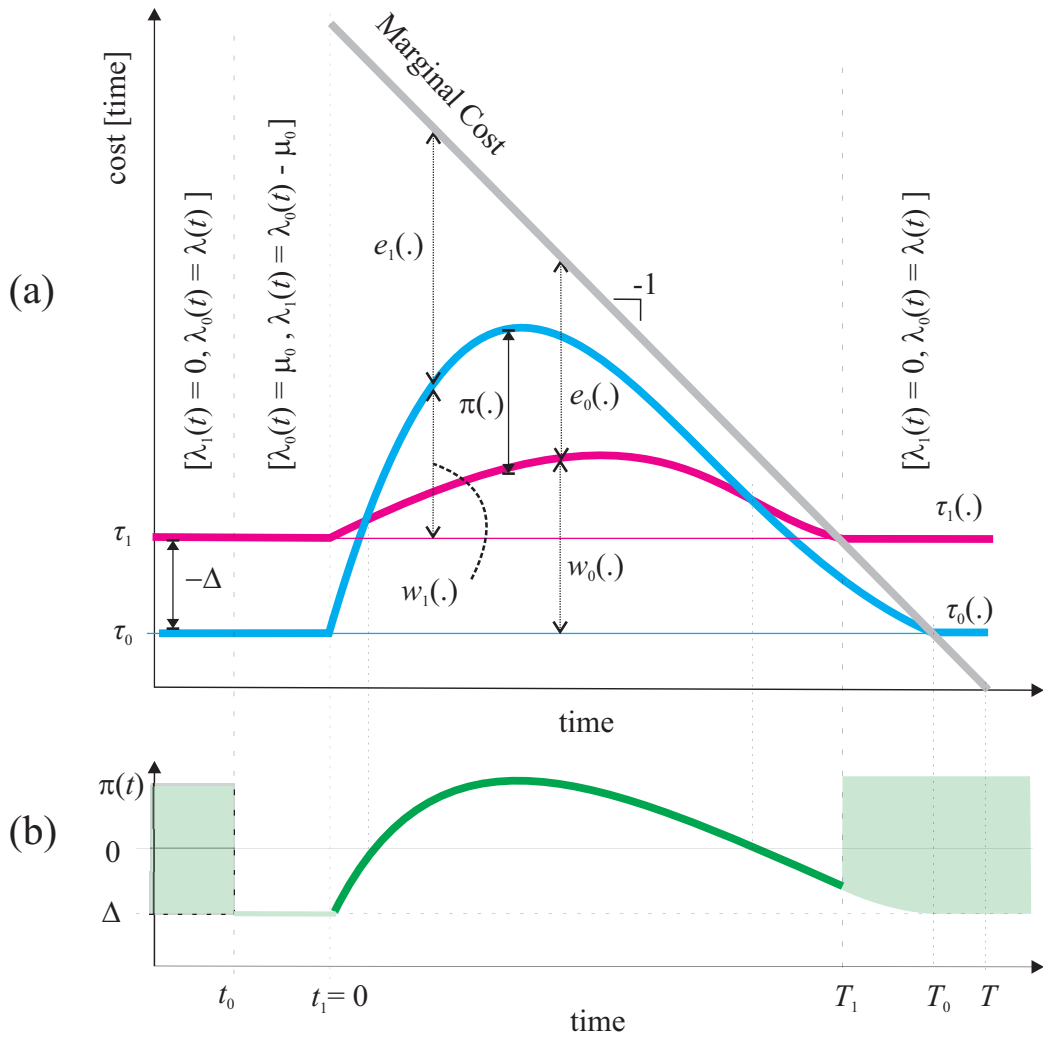 (a)
cost [time]
[λ₁(t) = 0, λ₀(t) = λ(t) ]
[λ₀(t) = μ₀ , λ₁(t) = λ₀(t) - μ₀ ]
Marginal Cost
-1
[λ₁(t) = 0, λ₀(t) = λ(t) ]
e₁(.)
π(.)
e₀(.)
τ₁
τ₁(.)
−Δ
w₁(.)
w₀(.)
τ₀
τ₀(.)
time
(b)
π(t)
0
Δ
t₀
t₁= 0
T₁
T₀
T
time